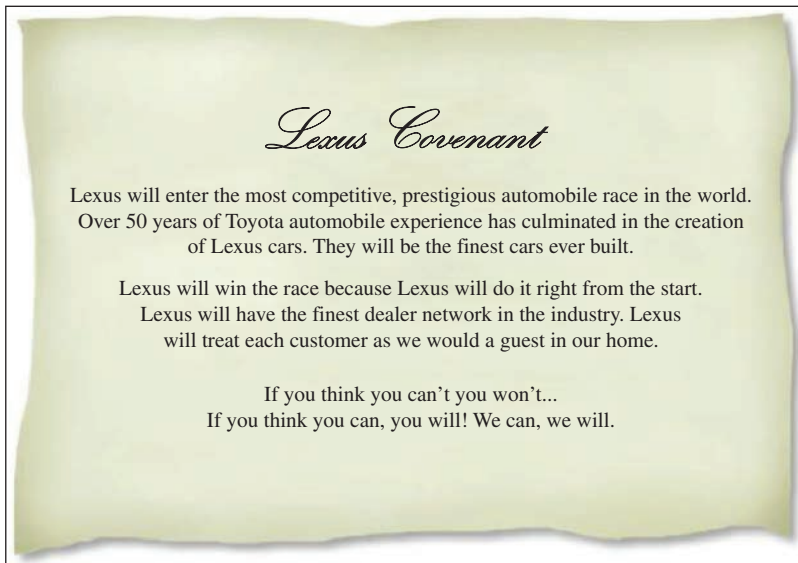 Lexus Covenant
Lexus will enter the most competitive, prestigious automobile race in the world.
Over 50 years of Toyota automobile experience has culminated in the creation
of Lexus cars. They will be the finest cars ever built.
Lexus will win the race because Lexus will do it right from the start.
Lexus will have the finest dealer network in the industry. Lexus
will treat each customer as we would a guest in our home.
If you think you can’t you won’t...
If you think you can, you will! We can, we will.